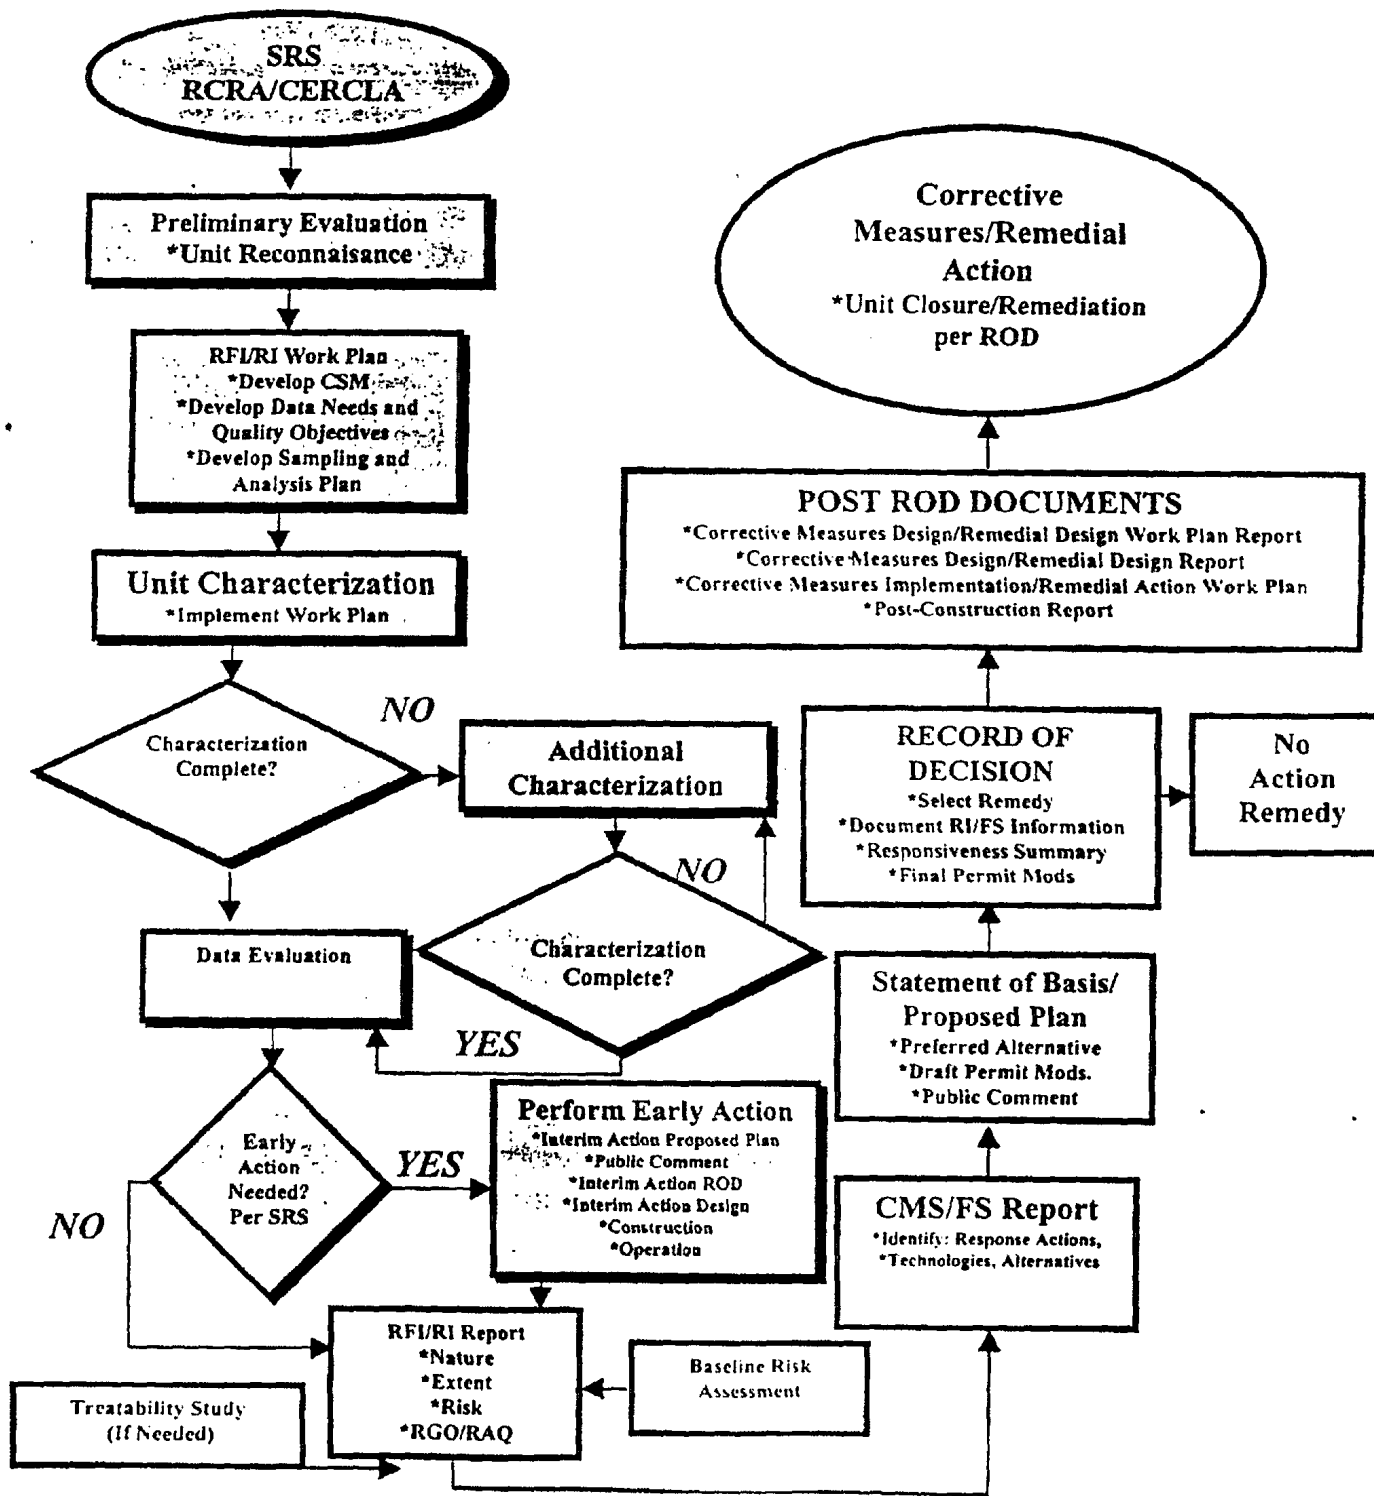 SRS
RCRA/CERCLA
Preliminary Evaluation
*Unit Reconnaisance
RFI/RI Work Plan
*Develop CSM
*Develop Data Needs and
Quality Objectives
*Develop Sampling and
Analysis Plan
Unit Characterization
*Implement Work Plan
Characterization
Complete?
NO
Additional
Characterization
NO
Characterization
Complete?
YES
Data Evaluation
Early
Action
Needed?
Per SRS
YES
NO
Perform Early Action
*Interim Action Proposed Plan
*Public Comment
*Interim Action ROD
*Interim Action Design
*Construction
*Operation
RFI/RI Report
*Nature
*Extent
*Risk
*RGO/RAQ
Treatability Study
(If Needed)
Baseline Risk
Assessment
CMS/FS Report
*Identify: Response Actions,
*Technologies, Alternatives
Statement of Basis/
Proposed Plan
*Preferred Alternative
*Draft Permit Mods.
*Public Comment
RECORD OF
DECISION
*Select Remedy
*Document RI/FS Information
*Responsiveness Summary
*Final Permit Mods
No
Action
Remedy
POST ROD DOCUMENTS
*Corrective Measures Design/Remedial Design Work Plan Report
*Corrective Measures Design/Remedial Design Report
*Corrective Measures Implementation/Remedial Action Work Plan
*Post-Construction Report
Corrective
Measures/Remedial
Action
*Unit Closure/Remediation
per ROD